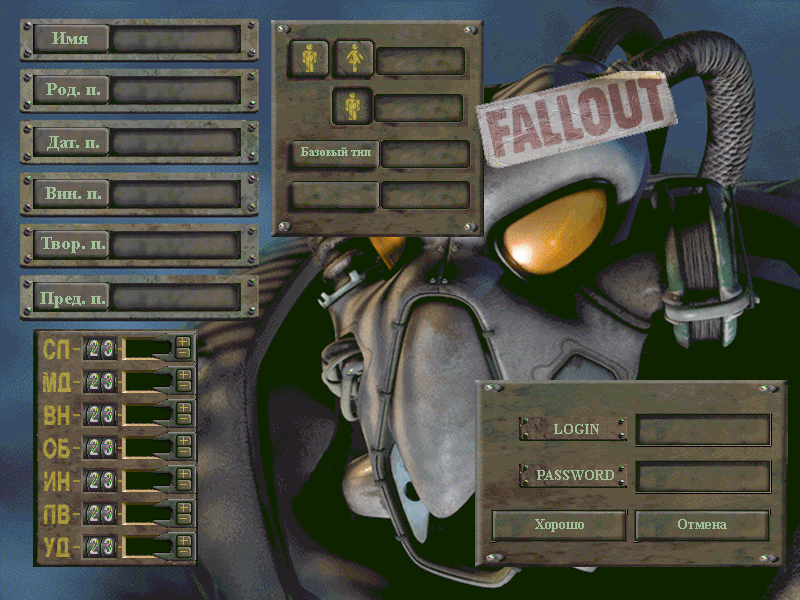 Имя
Род. п.
Дат. п.
Вин. п.
Твор. п.
Пред. п.
Базовый тип
FALLOUT
СЛ- 23
МД- 23
ВН- 23
ОБ- 23
ИН- 23
ЛВ- 23
УД- 23
LOGIN
PASSWORD
Хорошо
Отмена